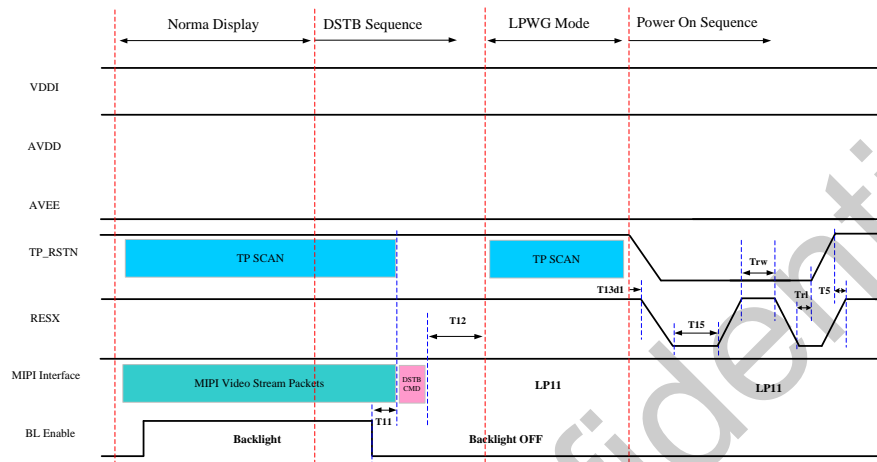 Norma Display
DSTB Sequence
LPWG Mode
Power On Sequence
VDDI
AVDD
AVEE
TP_RSTN
TP SCAN
TP SCAN
Trw
T13d1
Trl
T5
RESX
T12
T15
MIPI Interface
MIPI Video Stream Packets
DSTB
CMD
LP11
LP11
T11
BL Enable
Backlight
Backlight OFF
fidenti